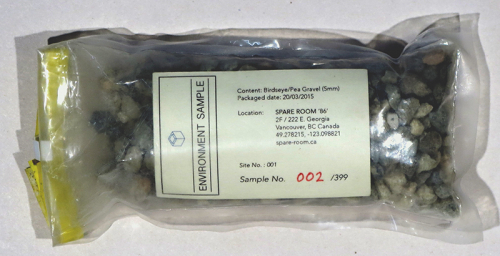 ENVIRONMENT SAMPLE
Content: Birdseye/Pea Gravel (5mm)
Packaged date: 20/03/2015
Location: SPARE ROOM '86'
2F / 222 E. Georgia
Vancouver, BC Canada
49.278215, -123.098821
spare-room.ca
Site No. : 001
Sample No. 002 /399